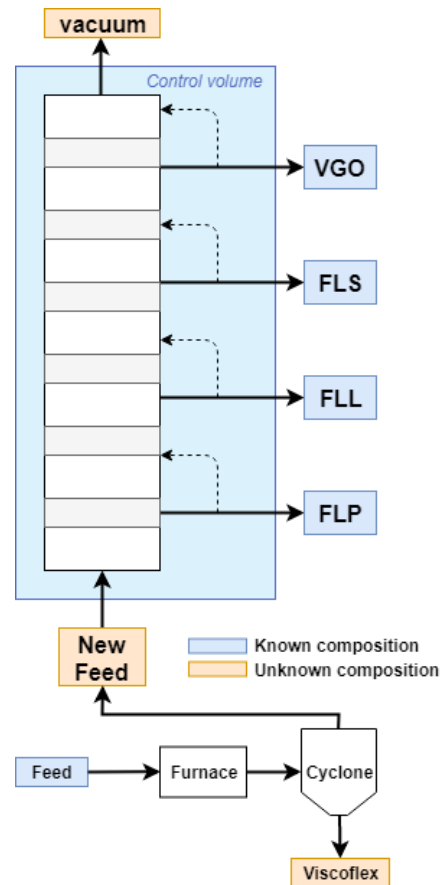 vacuum
Control volume
VGO
FLS
FLL
FLP
New
Feed
Known composition
Unknown composition
Feed
Furnace
Cyclone
Viscoflex